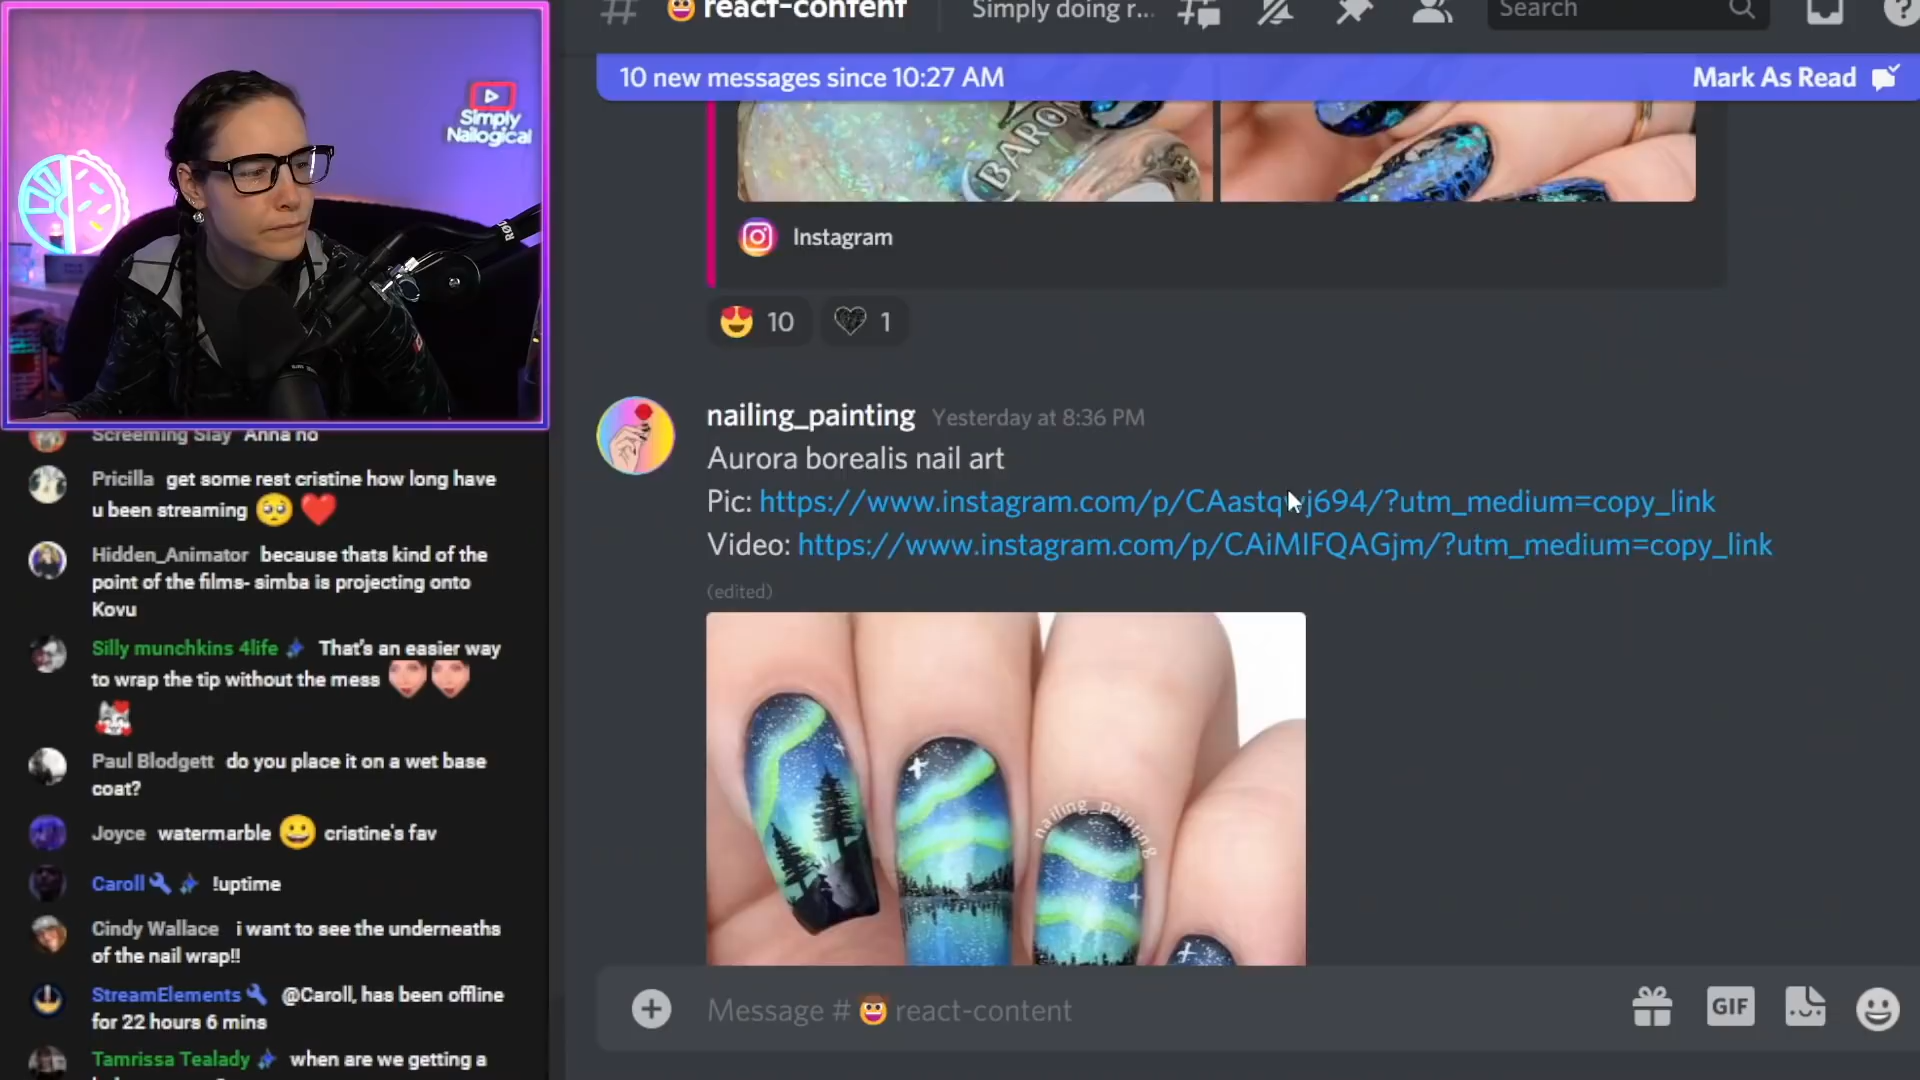 react-content
Simply doing r...
Search
10 new messages since 10:27 AM
Mark As Read
Simply
Nailogical
BARO
Instagram
10
1
nailing_painting Yesterday at 8:36 PM
Aurora borealis nail art
Pic: https://www.instagram.com/p/CAastqvj694/?utm_medium=copy_link
Video: https://www.instagram.com/p/CAiMIFQAGjm/?utm_medium=copy_link
(edited)
nailing_painting
Message # react-content
GIF
Screeming Slay Anna no
Pricilla get some rest cristine how long have
u been streaming
Hidden_Animator because thats kind of the
point of the films- simba is projecting onto
Kovu
Silly munchkins 4life That's an easier way
to wrap the tip without the mess
Paul Blodgett do you place it on a wet base
coat?
Joyce watermarble cristine's fav
Caroll !uptime
Cindy Wallace i want to see the underneaths
of the nail wrap!!
StreamElements @Caroll, has been offline
for 22 hours 6 mins
Tamrissa Tealady when are we getting a